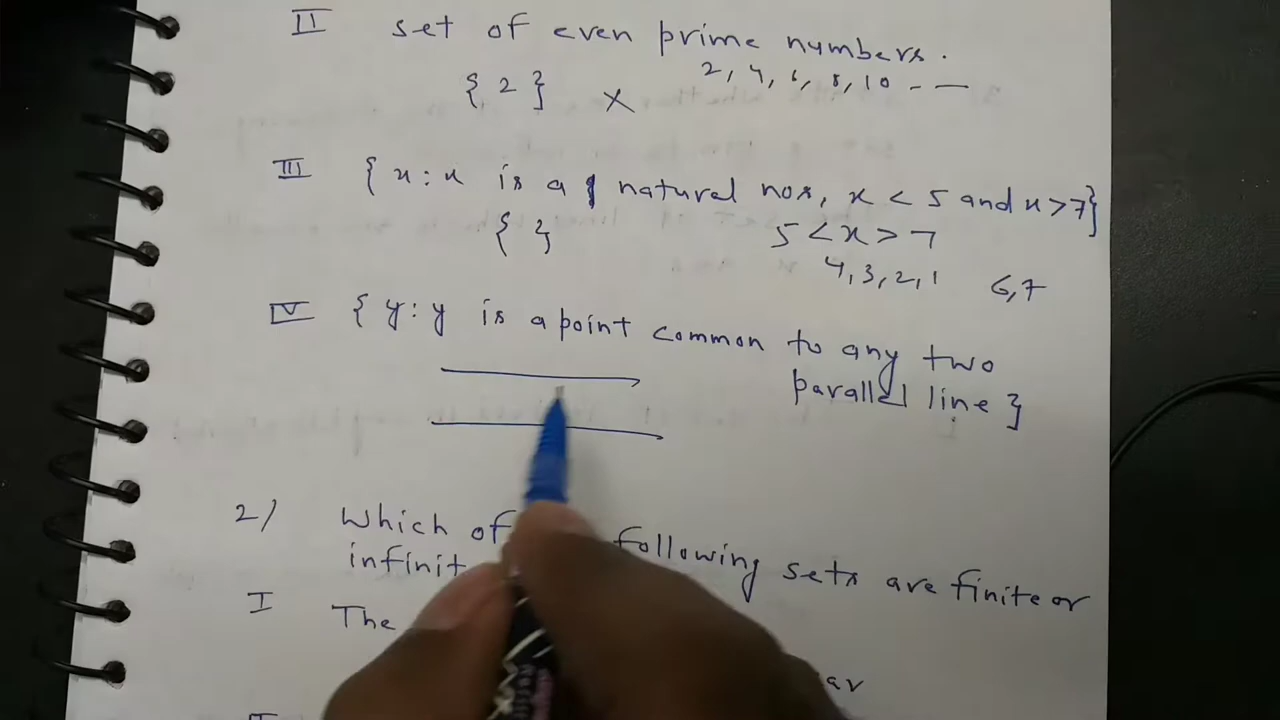 II set of even prime numbers.
{ 2 } × 2, 4, 6, 8, 10 - —
III { x : x is a natural nos, x < 5 and x > 7}
{ } 5 < x > 7
4, 3, 2, 1 6, 7
IV { y : y is a point common to any two
parallel line }
2) Which of following sets are finite or
infinit
I The